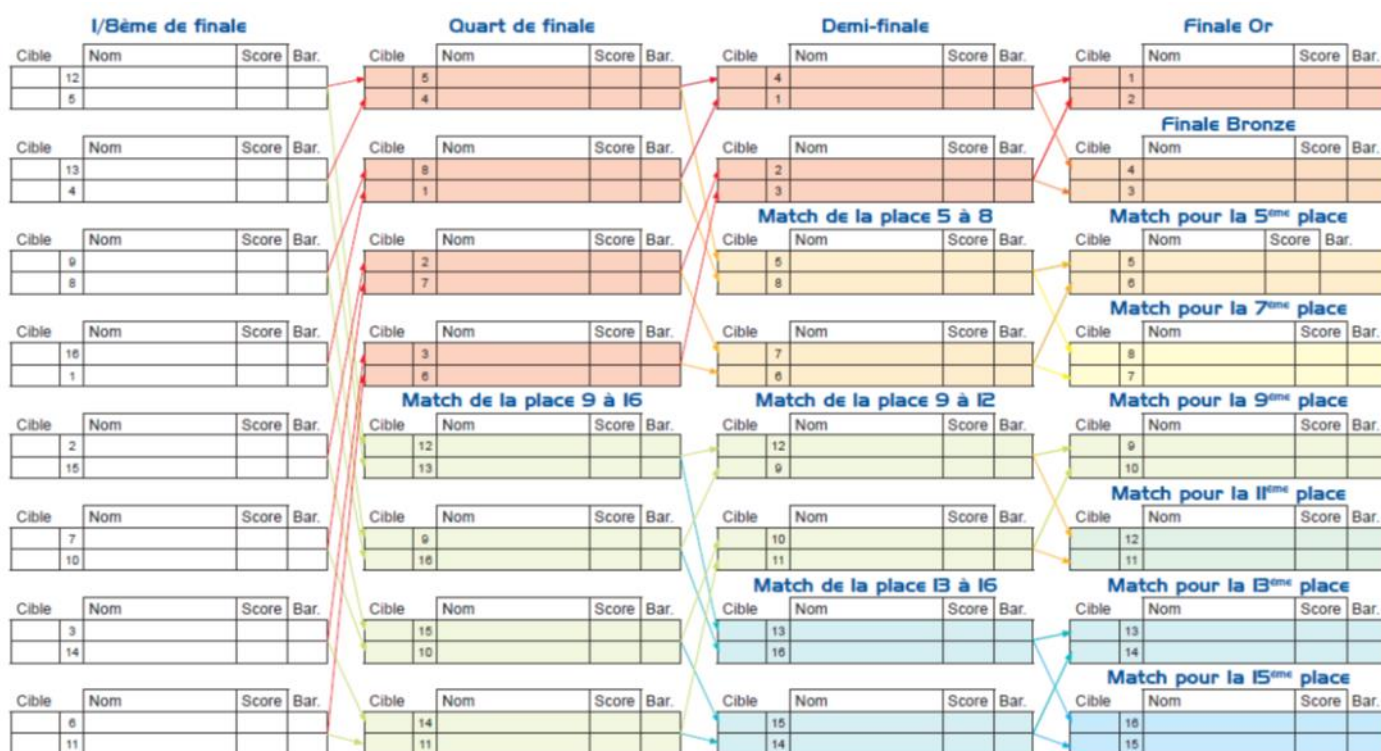 1/8ème de finale Quart de finale Demi-finale Finale Or
Cible Nom Score Bar. Cible Nom Score Bar. Cible Nom Score Bar. Cible Nom Score Bar.
12 5 4 1
5 4 1 2
Finale Bronze
Cible Nom Score Bar. Cible Nom Score Bar. Cible Nom Score Bar. Cible Nom Score Bar.
13 8 2 4
4 1 3 3
Match de la place 5 à 8 Match pour la 5ème place
Cible Nom Score Bar. Cible Nom Score Bar. Cible Nom Score Bar. Cible Nom Score Bar.
9 2 5 5
8 7 8 6
Match pour la 7ème place
Cible Nom Score Bar. Cible Nom Score Bar. Cible Nom Score Bar. Cible Nom Score Bar.
16 3 7 8
1 6 6 7
Match de la place 9 à 16 Match de la place 9 à 12 Match pour la 9ème place
Cible Nom Score Bar. Cible Nom Score Bar. Cible Nom Score Bar. Cible Nom Score Bar.
2 12 12 9
15 13 9 10
Match pour la 11ème place
Cible Nom Score Bar. Cible Nom Score Bar. Cible Nom Score Bar. Cible Nom Score Bar.
7 9 10 12
10 16 11 11
Match de la place 13 à 16 Match pour la 13ème place
Cible Nom Score Bar. Cible Nom Score Bar. Cible Nom Score Bar. Cible Nom Score Bar.
3 15 13 13
14 10 16 14
Match pour la 15ème place
Cible Nom Score Bar. Cible Nom Score Bar. Cible Nom Score Bar. Cible Nom Score Bar.
6 14 15 16
11 11 14 15